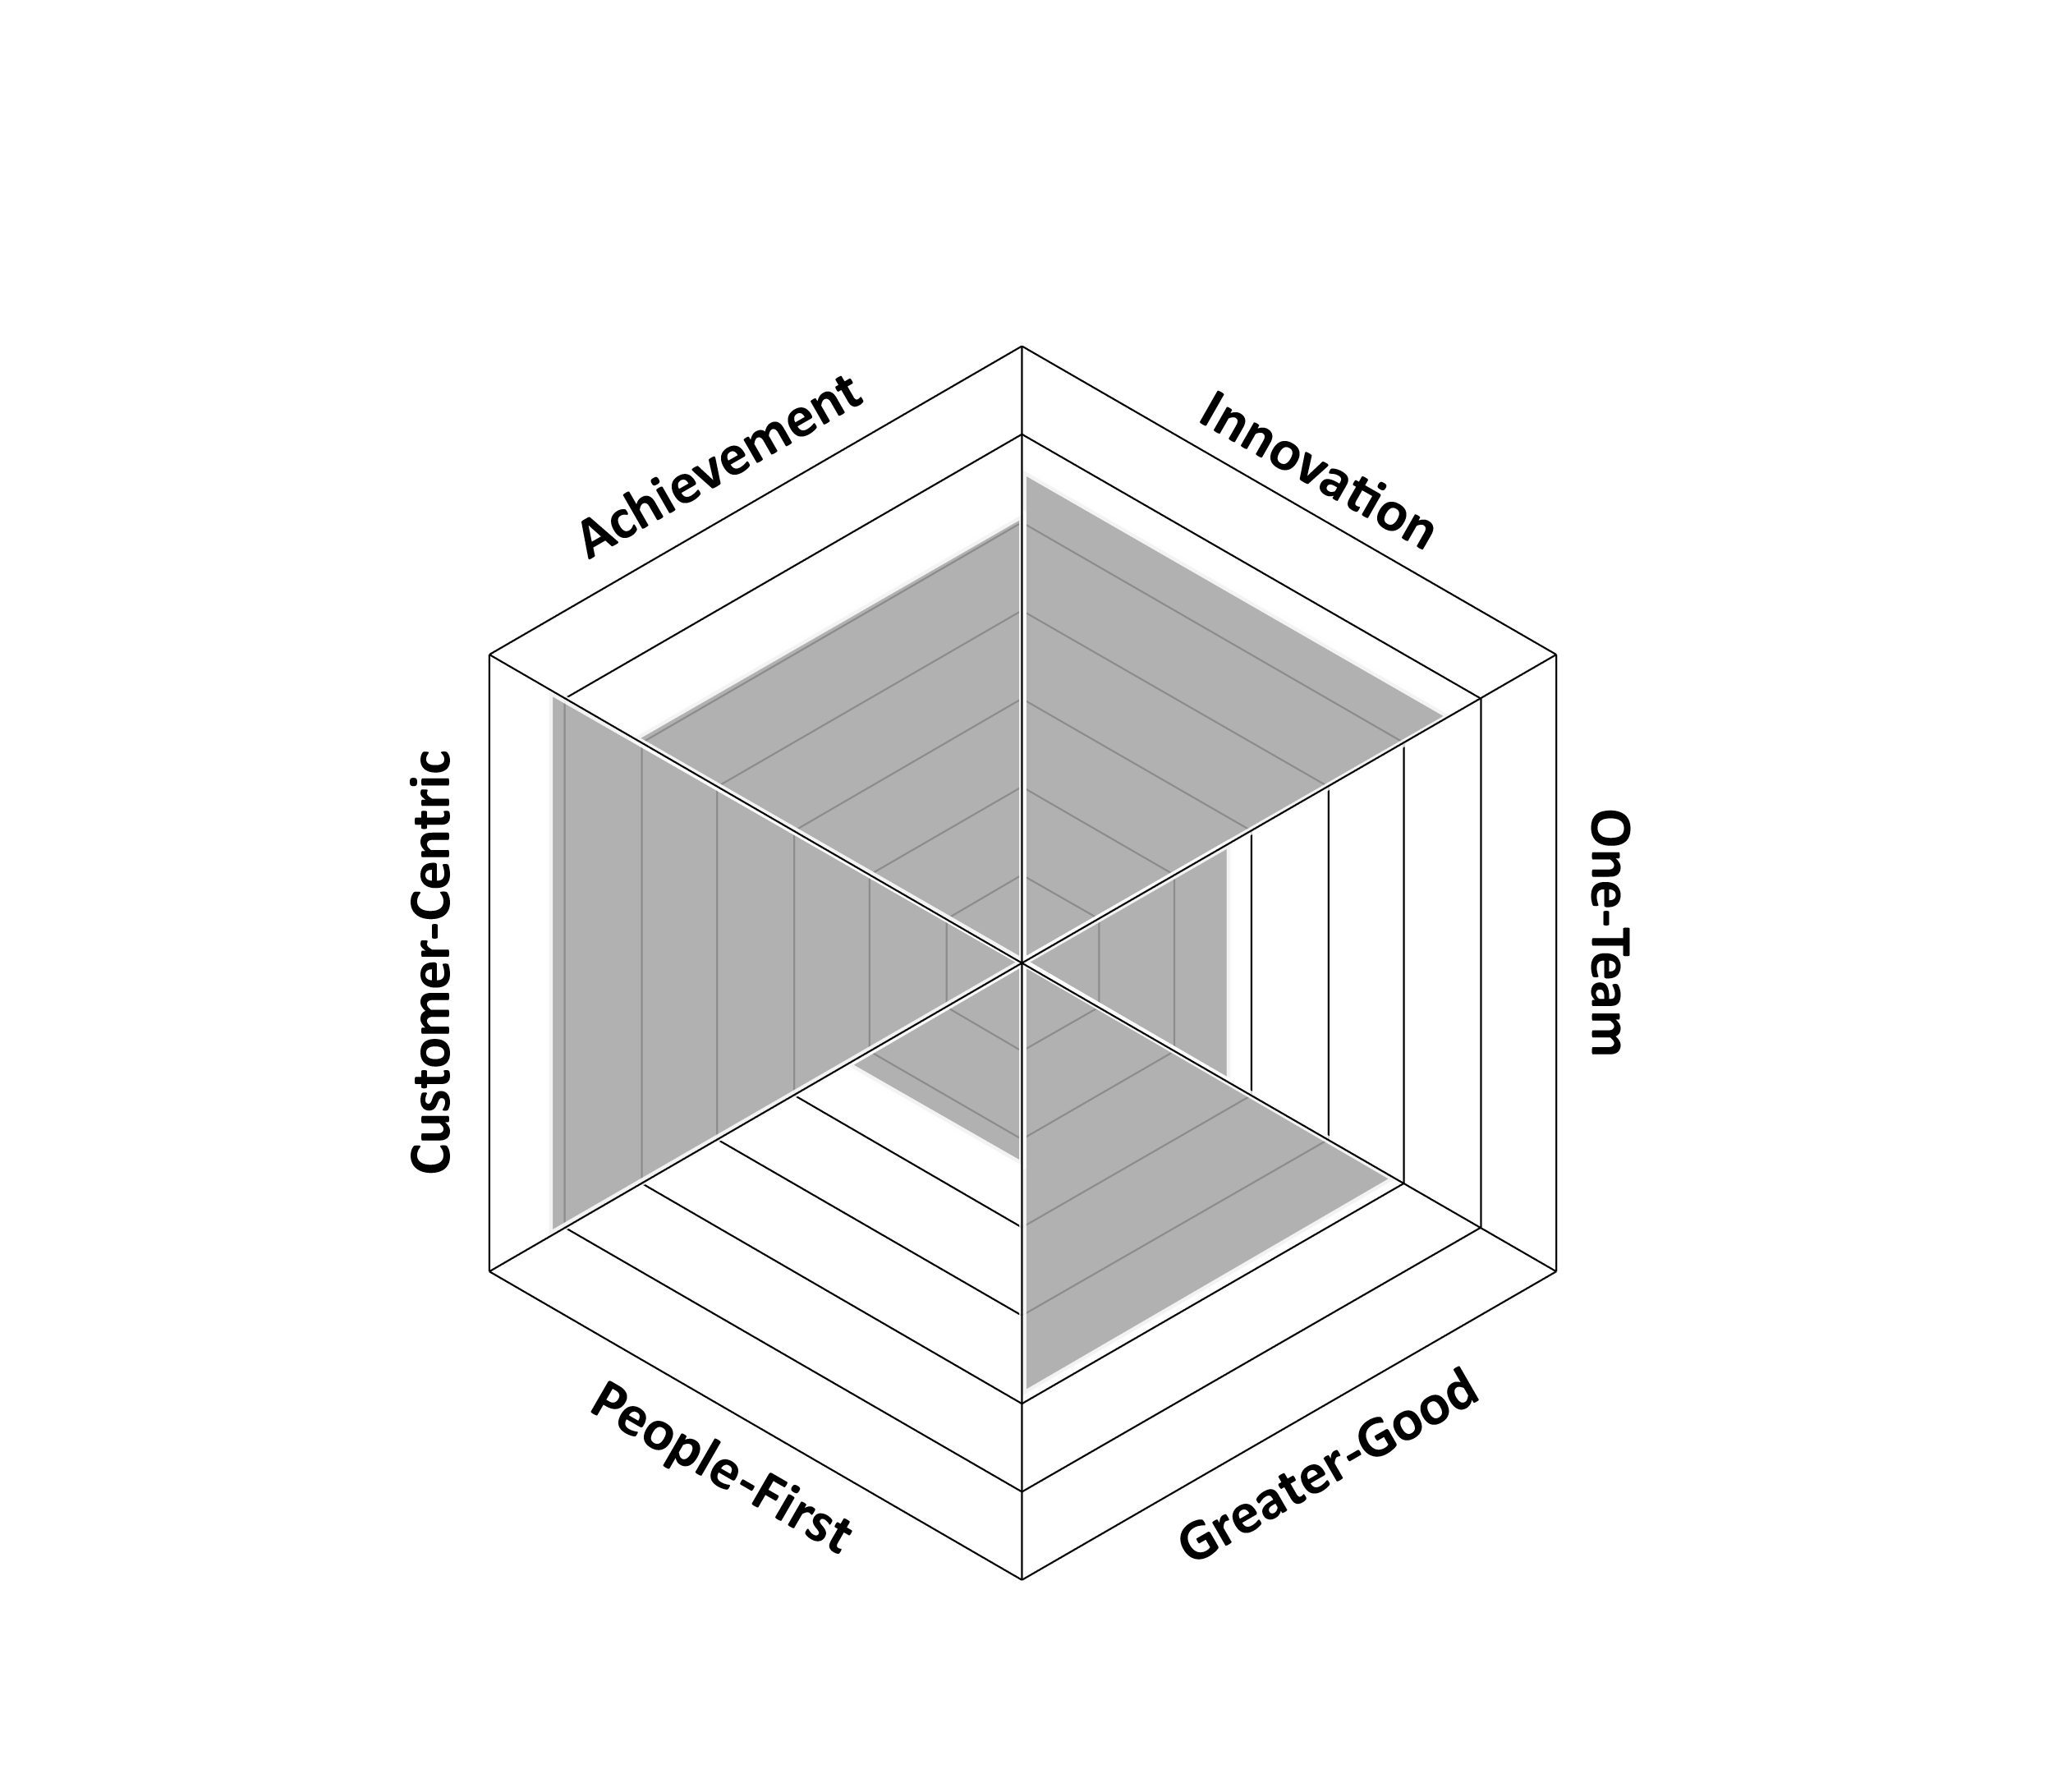 Achievement
Innovation
Customer-Centric
One-Team
People-First
Greater-Good